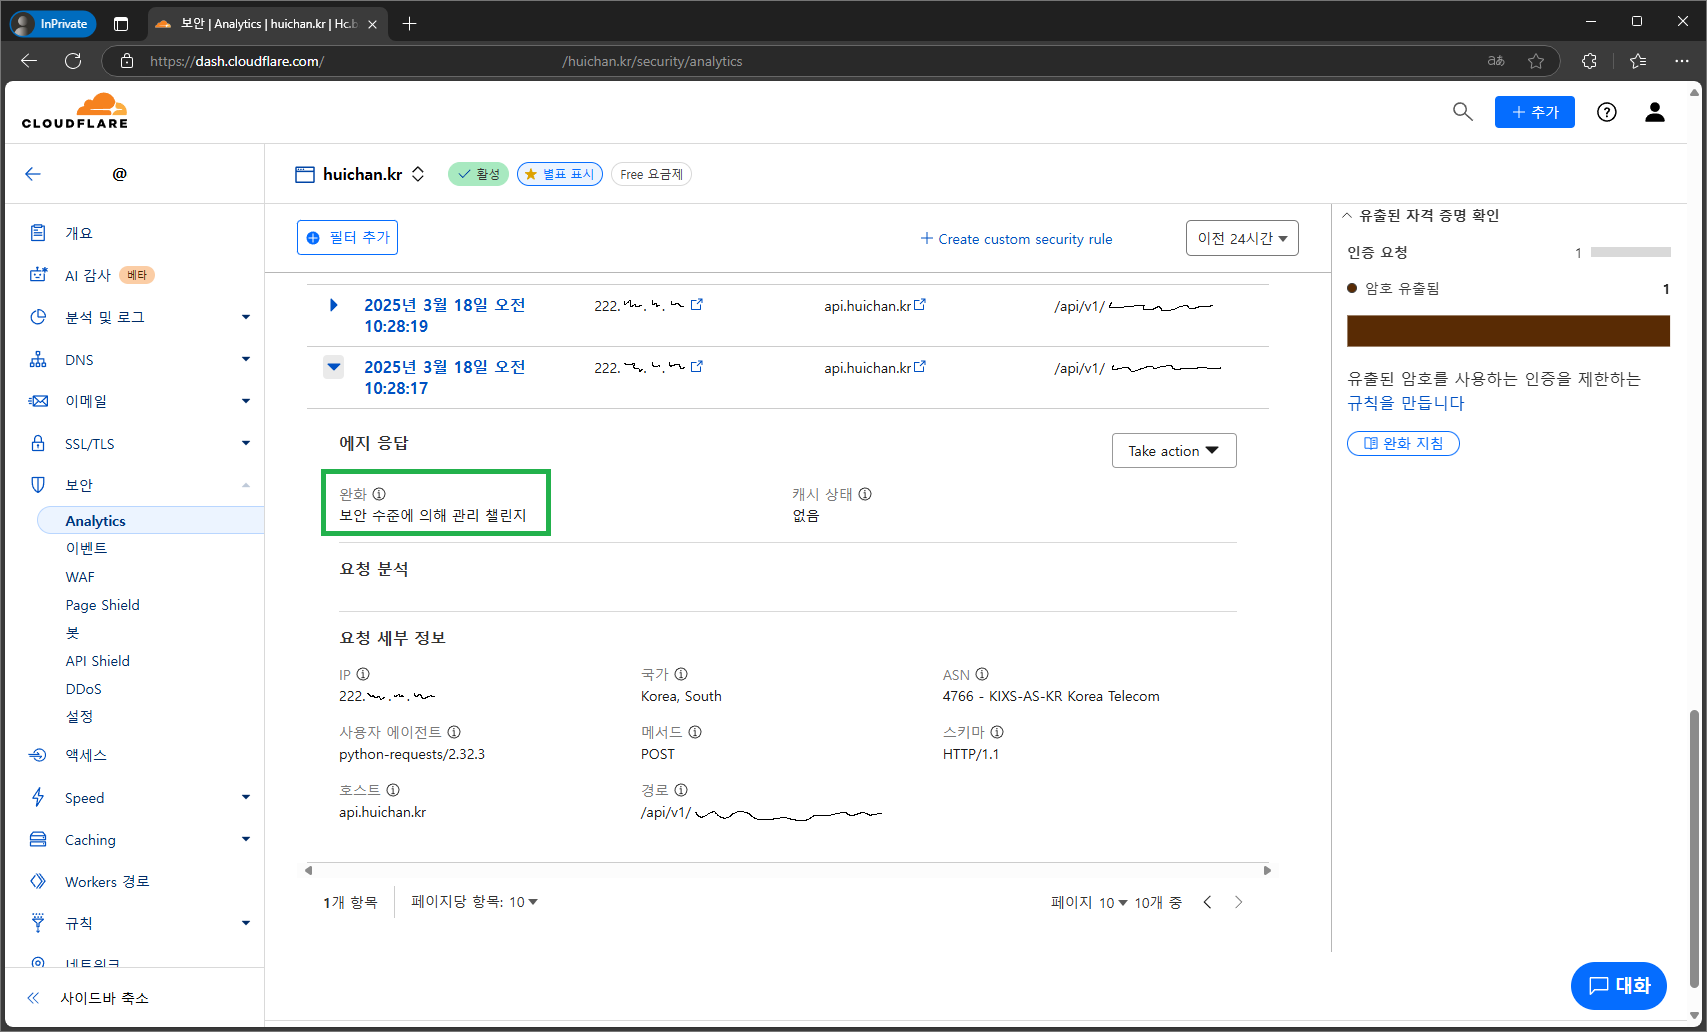 InPrivate
보안 | Analytics | huichan.kr | Hc.b
https://dash.cloudflare.com/ /huichan.kr/security/analytics
CLOUDFLARE
추가
@
huichan.kr
활성
별표 표시
Free 요금제
개요
AI 감사 베타
분석 및 로그
DNS
이메일
SSL/TLS
보안
Analytics
이벤트
WAF
Page Shield
봇
API Shield
DDoS
설정
액세스
Speed
Caching
Workers 경로
규칙
네트워크
사이드바 축소
필터 추가
Create custom security rule
이전 24시간
2025년 3월 18일 오전
10:28:19
222.
api.huichan.kr
/api/v1/
2025년 3월 18일 오전
10:28:17
222.
api.huichan.kr
/api/v1/
에지 응답
Take action
완화
보안 수준에 의해 관리 챌린지
캐시 상태
없음
요청 분석
요청 세부 정보
IP
222.
국가
Korea, South
ASN
4766 - KIXS-AS-KR Korea Telecom
사용자 에이전트
python-requests/2.32.3
메서드
POST
스키마
HTTP/1.1
호스트
api.huichan.kr
경로
/api/v1/
1개 항목
페이지당 항목: 10
페이지 10 10개 중
유출된 자격 증명 확인
인증 요청 1
암호 유출됨 1
유출된 암호를 사용하는 인증을 제한하는
규칙을 만듭니다
완화 지침
대화